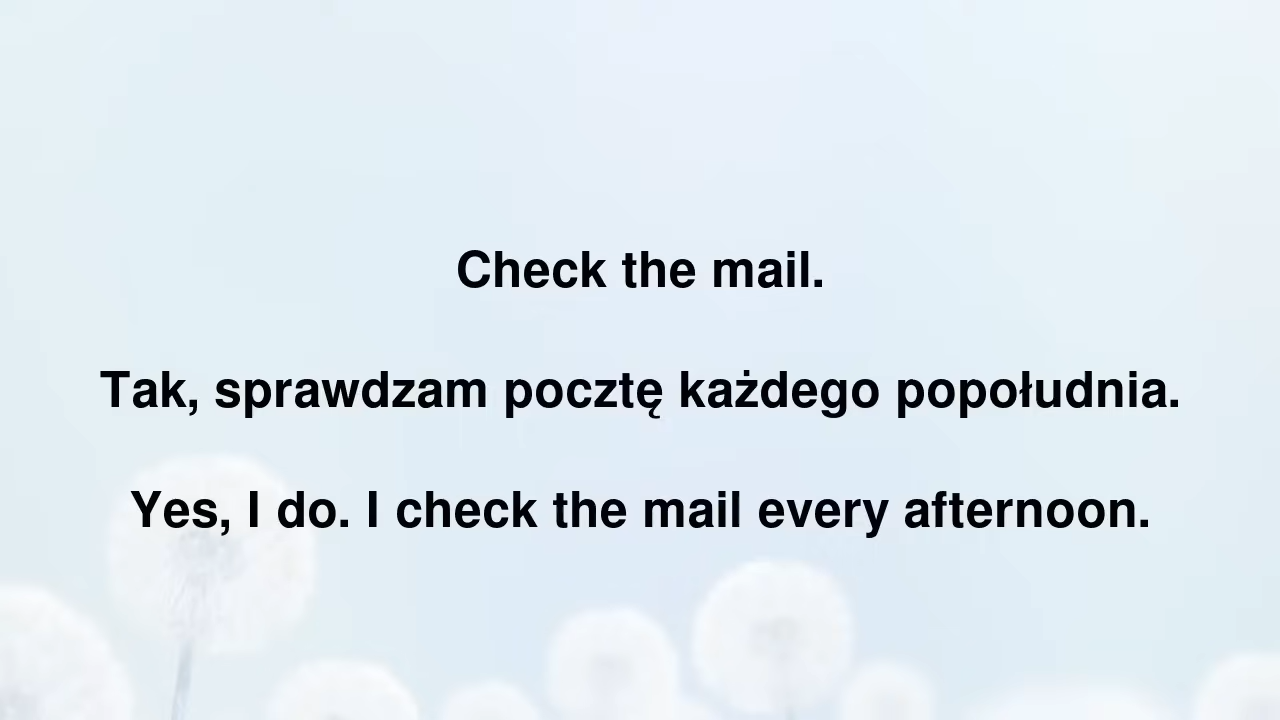 Check the mail.
Tak, sprawdzam pocztę każdego popołudnia.
Yes, I do. I check the mail every afternoon.